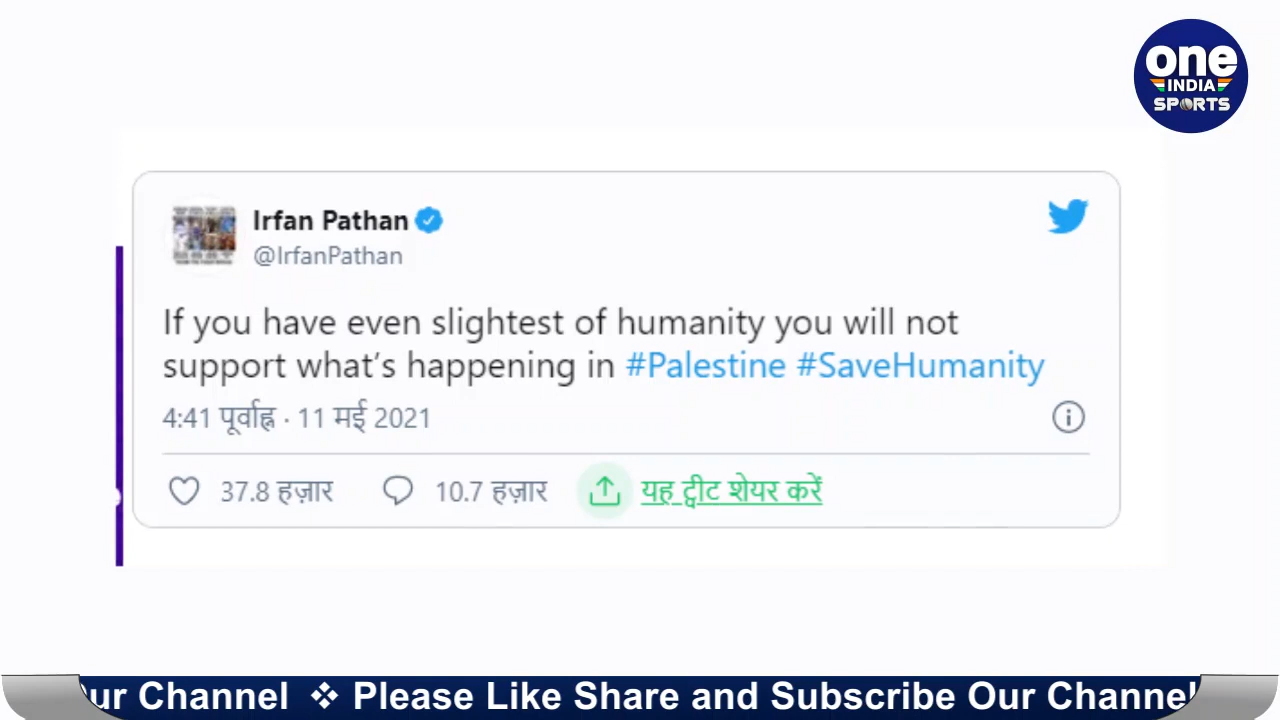 one
INDIA
SPORTS
Irfan Pathan
@IrfanPathan
If you have even slightest of humanity you will not
support what's happening in #Palestine #SaveHumanity
4:41 पूर्वाह्न · 11 मई 2021
37.8 हज़ार 10.7 हज़ार यह ट्वीट शेयर करें
ur Channel ❖ Please Like Share and Subscribe Our Channel